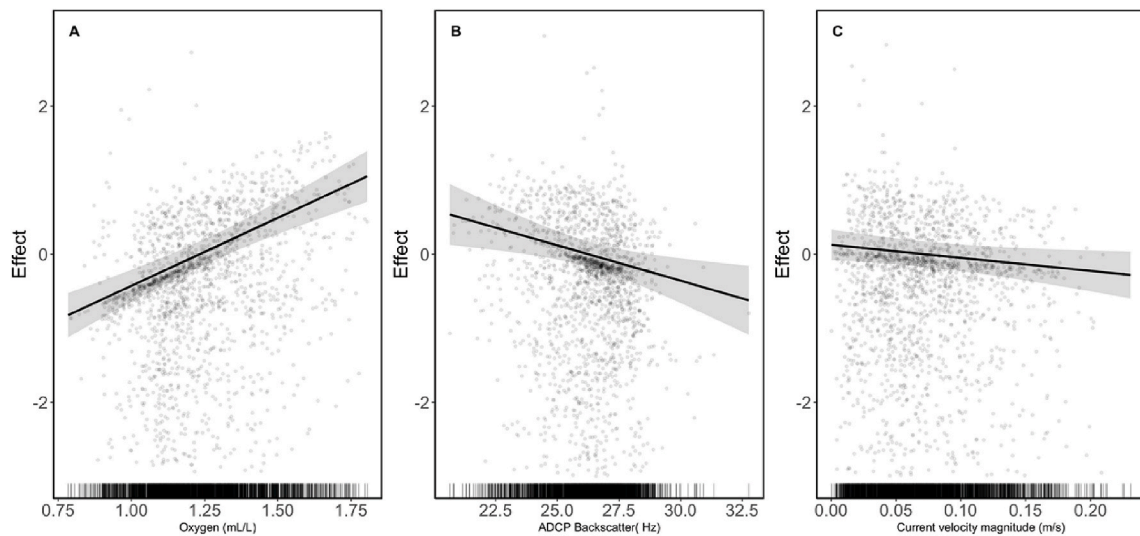 A
B
C
Effect
Effect
Effect
2
0
-2
2
0
-2
2
0
-2
0.75 1.00 1.25 1.50 1.75
22.5 25.0 27.5 30.0 32.5
0.00 0.05 0.10 0.15 0.20
Oxygen (mL/L)
ADCP Backscatter( Hz)
Current velocity magnitude (m/s)